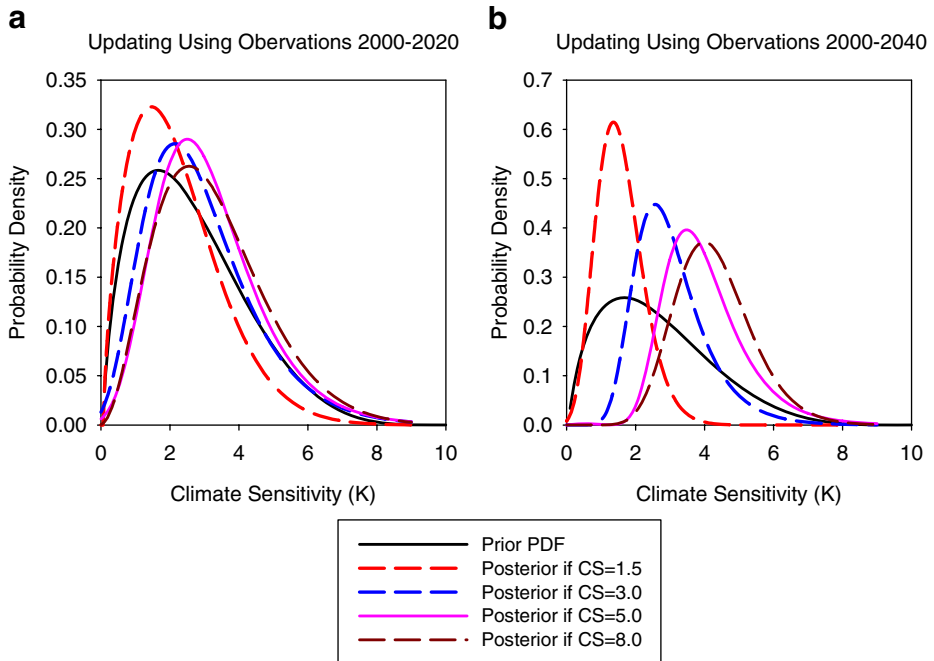 a
Updating Using Obervations 2000-2020
0.35
0.30
0.25
0.20
0.15
0.10
0.05
0.00
Probability Density
0 2 4 6 8 10
Climate Sensitivity (K)
b
Updating Using Obervations 2000-2040
0.7
0.6
0.5
0.4
0.3
0.2
0.1
0.0
Probability Density
0 2 4 6 8 10
Climate Sensitivity (K)
Prior PDF
Posterior if CS=1.5
Posterior if CS=3.0
Posterior if CS=5.0
Posterior if CS=8.0